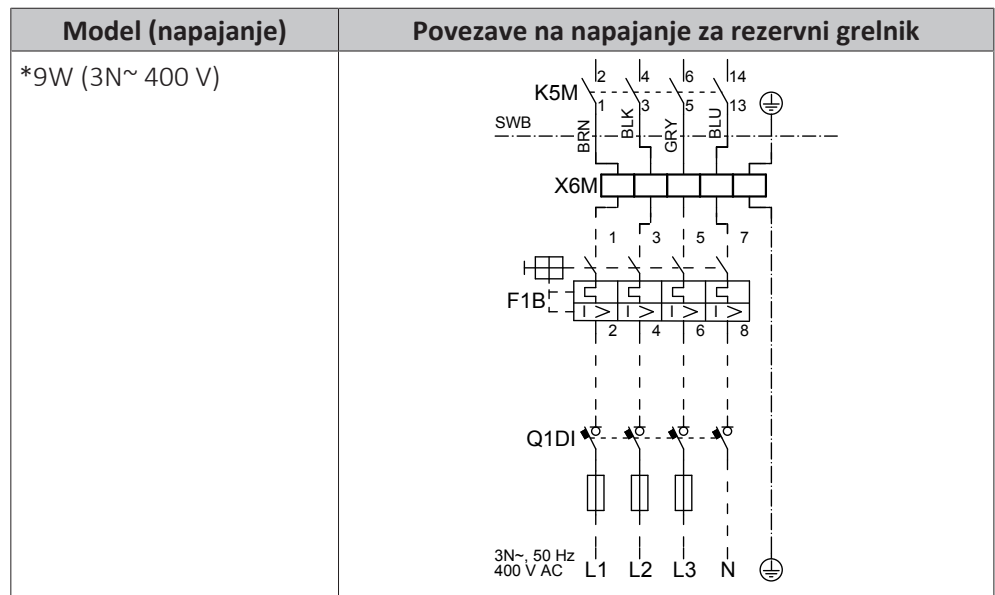 Model (napajanje) Povezave na napajanje za rezervni grelnik
*9W (3N~ 400 V)
2 4 6 14
K5M
1 3 5 13
SWB
BRN BLK GRY BLU
X6M
1 3 5 7
F1B
I > I > I > I >
2 4 6 8
Q1DI
3N~, 50 Hz
400 V AC
L1 L2 L3 N